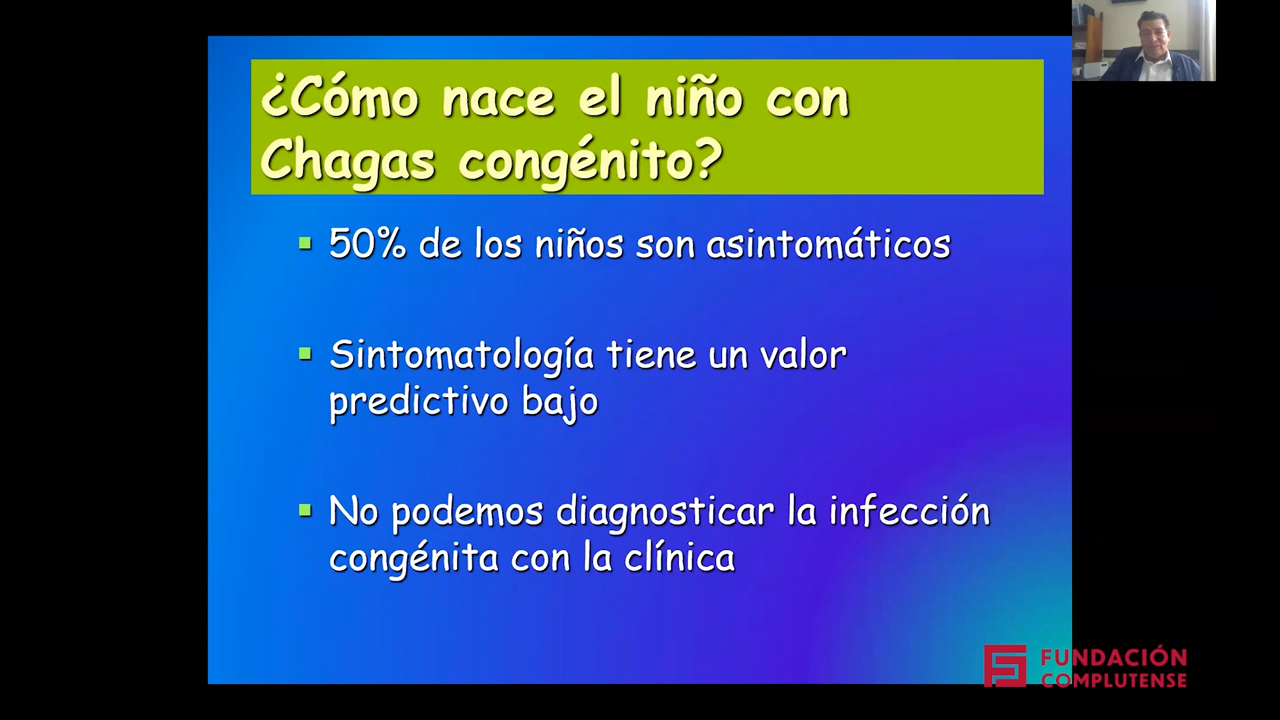 ¿Cómo nace el niño con
Chagas congénito?
50% de los niños son asintomáticos
Sintomatología tiene un valor
predictivo bajo
No podemos diagnosticar la infección
congénita con la clínica
FUNDACIÓN
COMPLUTENSE